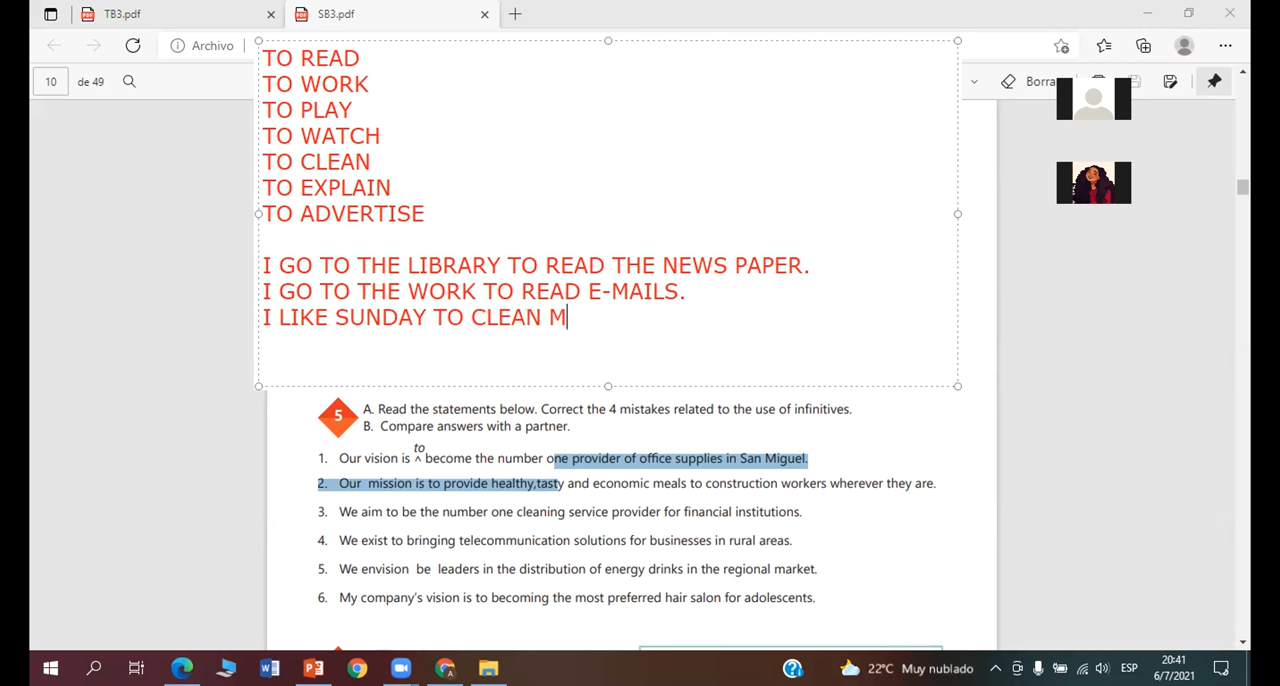 TB3.pdf
SB3.pdf
Archivo
10 de 49
Borra
TO READ
TO WORK
TO PLAY
TO WATCH
TO CLEAN
TO EXPLAIN
TO ADVERTISE
I GO TO THE LIBRARY TO READ THE NEWS PAPER.
I GO TO THE WORK TO READ E-MAILS.
I LIKE SUNDAY TO CLEAN M
5
A. Read the statements below. Correct the 4 mistakes related to the use of infinitives.
B. Compare answers with a partner.
to
1. Our vision is ^ become the number one provider of office supplies in San Miguel.
2. Our mission is to provide healthy,tasty and economic meals to construction workers wherever they are.
3. We aim to be the number one cleaning service provider for financial institutions.
4. We exist to bringing telecommunication solutions for businesses in rural areas.
5. We envision be leaders in the distribution of energy drinks in the regional market.
6. My company's vision is to becoming the most preferred hair salon for adolescents.
22°C Muy nublado
ESP
20:41
6/7/2021